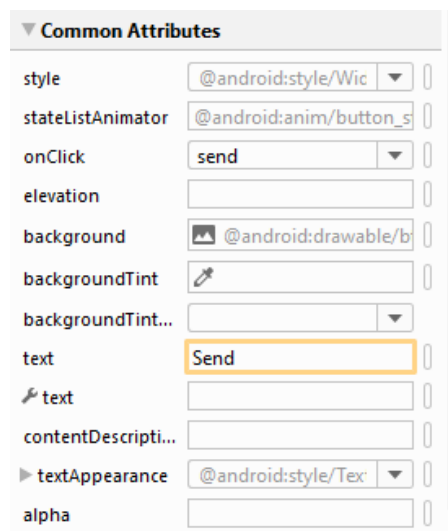 Common Attributes
style @android:style/Wic
stateListAnimator @android:anim/button_s
onClick send
elevation
background @android:drawable/b
backgroundTint
backgroundTint...
text Send
text
contentDescripti...
textAppearance @android:style/Tex
alpha